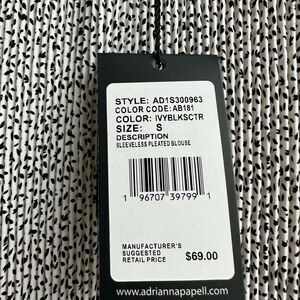 STYLE: AD1S300963
COLOR CODE: AB181
COLOR: IVYBLKSCTR
SIZE: S
DESCRIPTION
SLEEVELESS PLEATED BLOUSE
1 96707 39799 1
MANUFACTURER'S
SUGGESTED
RETAIL PRICE $69.00
www.adriannapapell.com